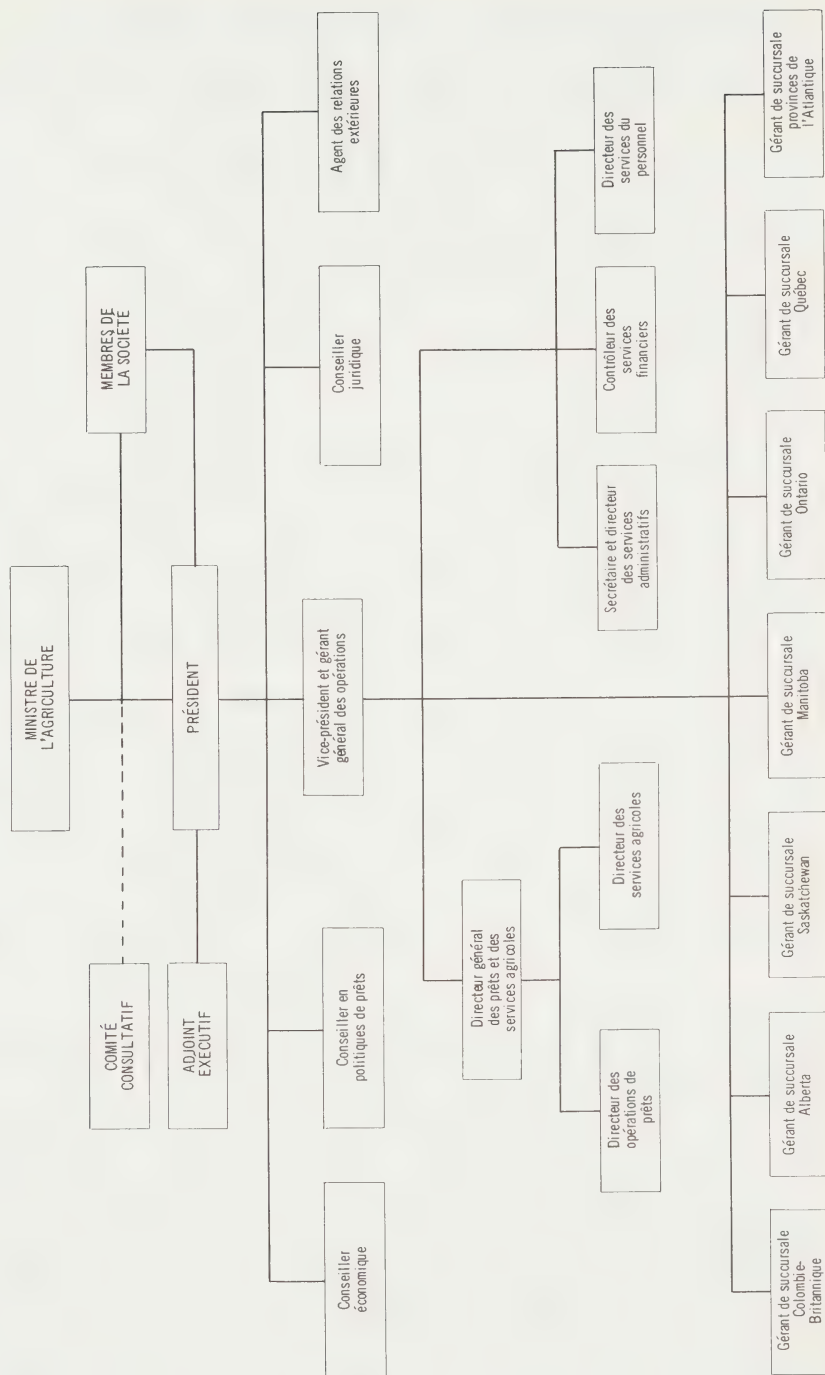 MINISTRE DE
L'AGRICULTURE
COMITÉ
CONSULTATIF
MEMBRES DE
LA SOCIETÉ
ADJOINT
EXECUTIF
PRÉSIDENT
Conseiller
économique
Conseiller en
politiques de prêts
Vice-président et gérant
général des opérations
Conseiller
juridique
Agent des relations
extérieures
Directeur général
des prêts et des
services agricoles
Directeur des
opérations de
prêts
Directeur des
services agricoles
Secrétaire et directeur
des services
administratifs
Contrôleur des
services
financiers
Directeur des
services du
personnel
Gérant de succursale
Colombie-
Britannique
Gérant de succursale
Alberta
Gérant de succursale
Saskatchewan
Gérant de succursale
Manitoba
Gérant de succursale
Ontario
Gérant de succursale
Québec
Gérant de succursale
provinces de
l'Atlantique